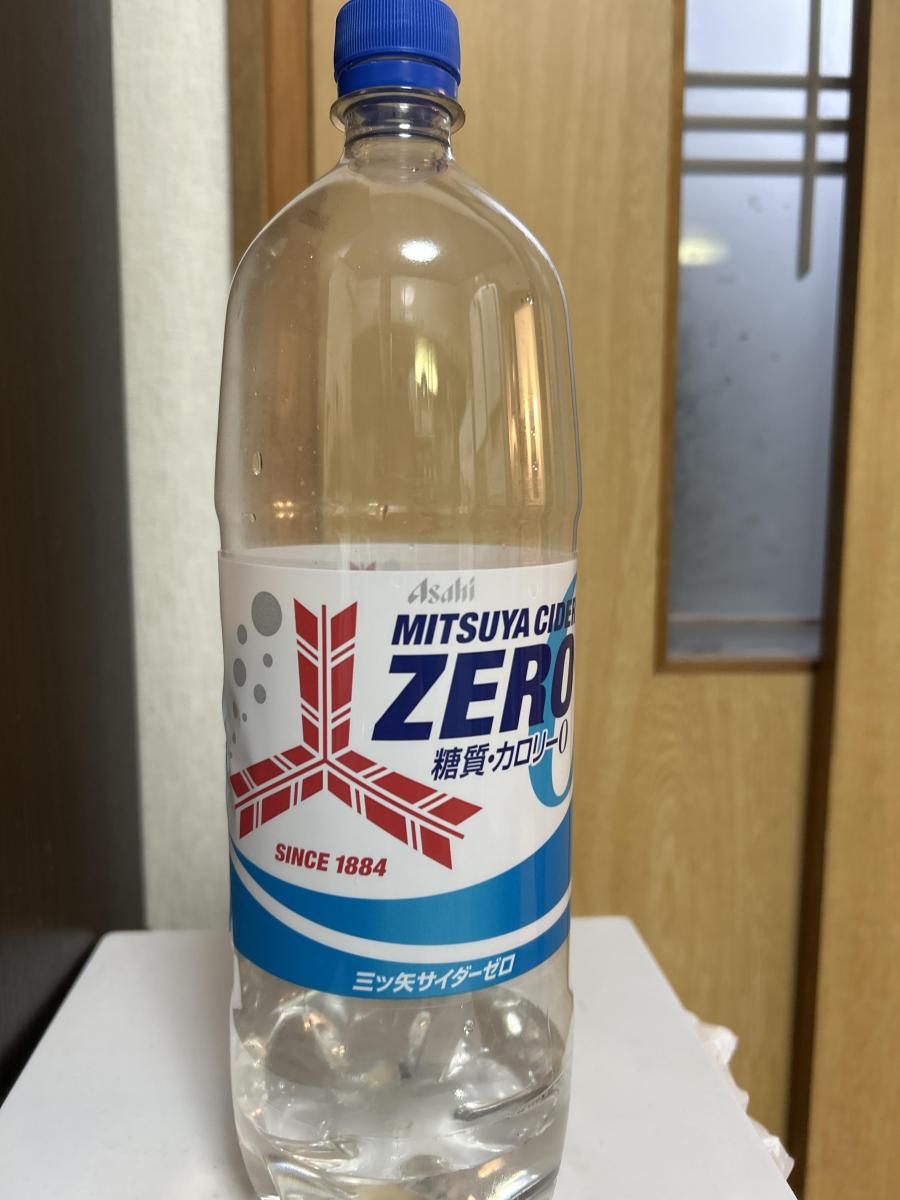 Asahi
MITSUYA CIDER
ZERO
糖質・カロリー0
0
SINCE 1884
三ツ矢サイダーゼロ